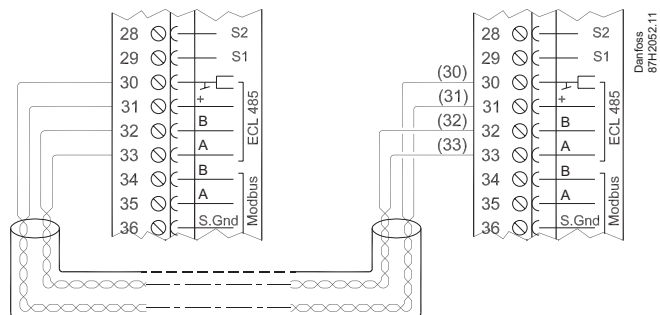 28 S2
29 S1
30
31 +
32 B
33 A
ECL 485
34 B
35 A
36 S.Gnd
Modbus
(30)
(31)
(32)
(33)
28 S2
29 S1
30
31 +
32 B
33 A
ECL 485
34 B
35 A
36 S.Gnd
Modbus
Danfoss
87H2052.11